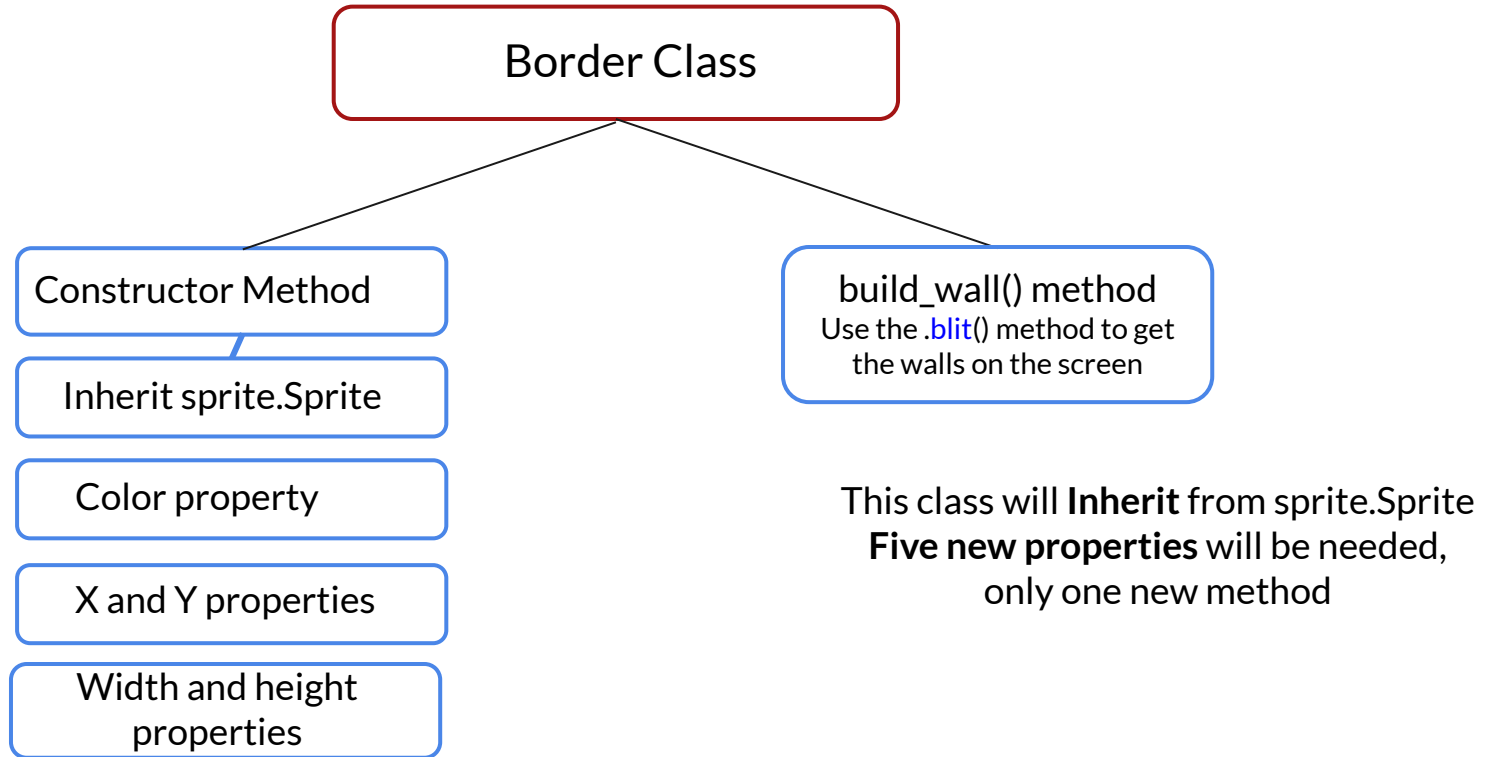 Border Class
Constructor Method
Inherit sprite.Sprite
Color property
X and Y properties
Width and height
properties
build_wall() method
Use the .blit() method to get
the walls on the screen
This class will Inherit from sprite.Sprite
Five new properties will be needed,
only one new method